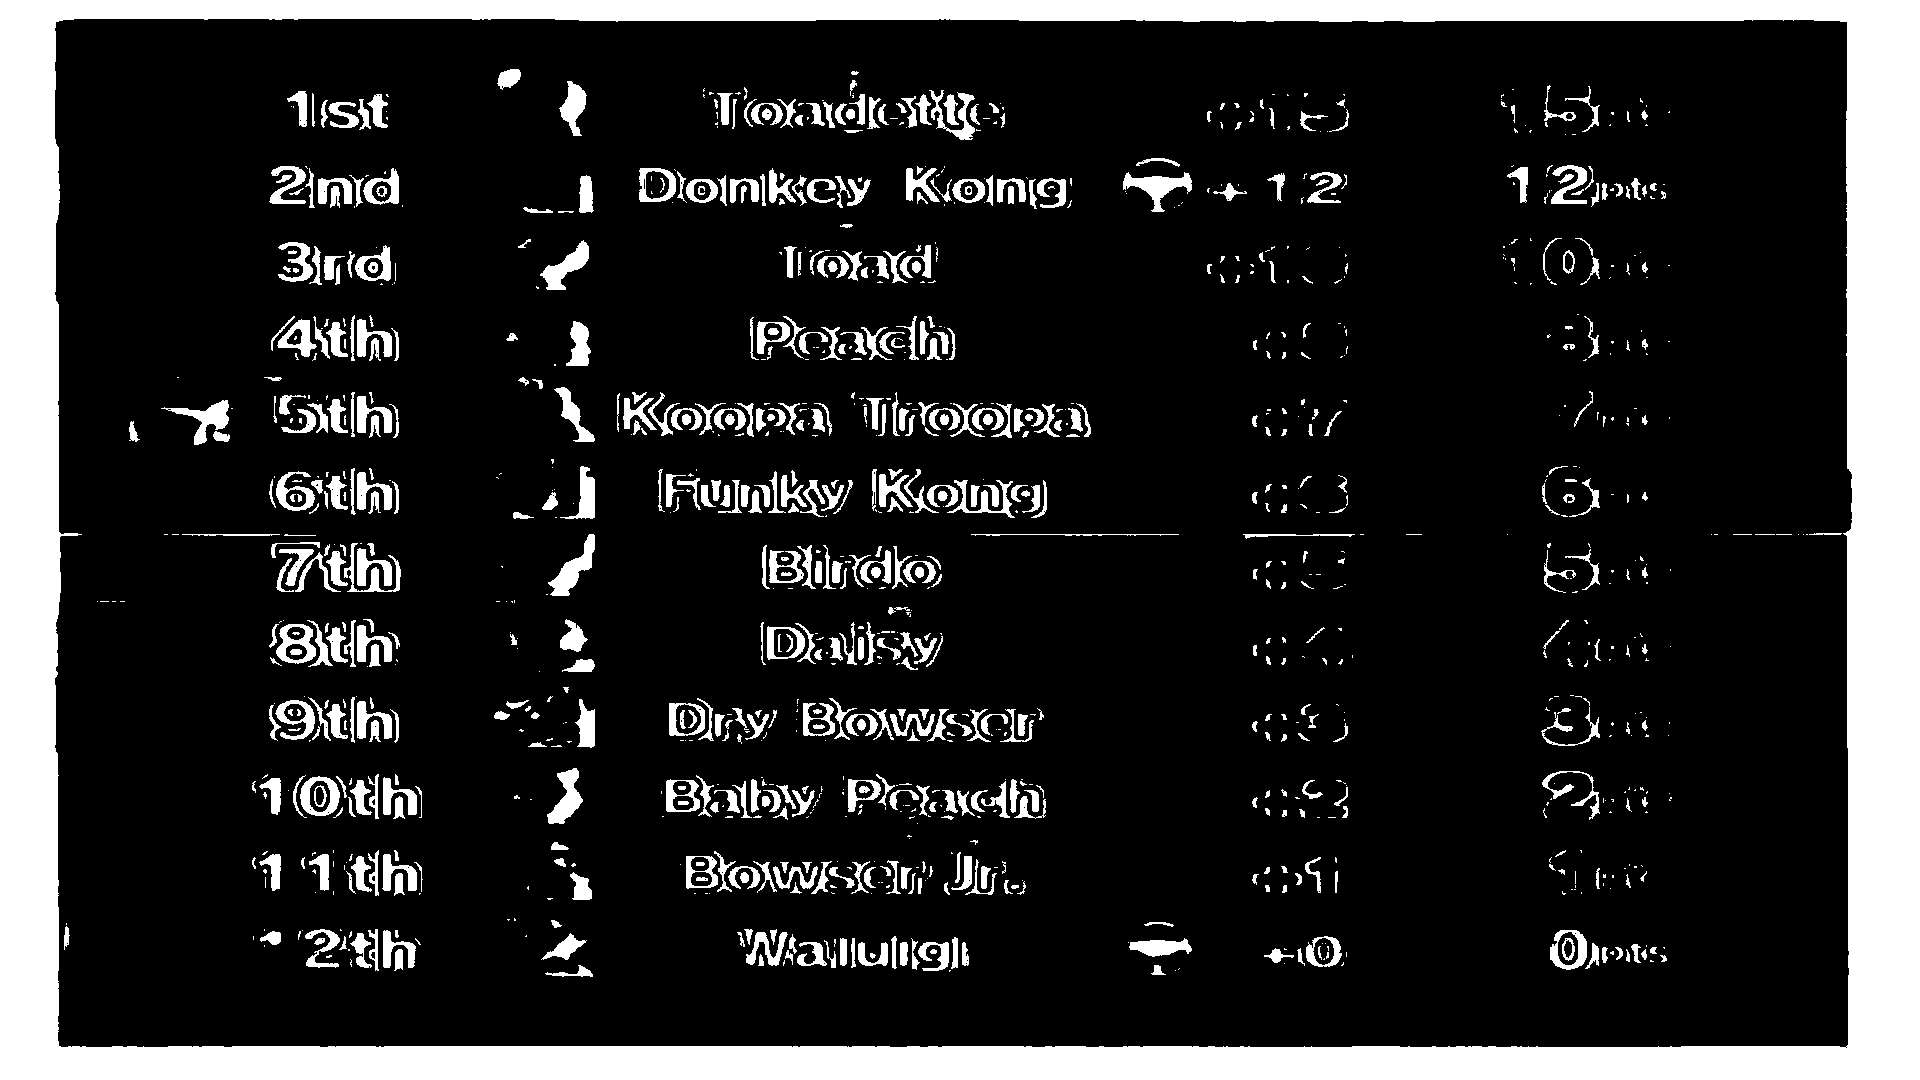 1st Toadette +15 15pts
2nd Donkey Kong +12 12pts
3rd Toad +10 10pts
4th Peach +8 8pts
5th Koopa Troopa +7 7pts
6th Funky Kong +6 6pts
7th Birdo +5 5pts
8th Daisy +4 4pts
9th Dry Bowser +3 3pts
10th Baby Peach +2 2pts
11th Bowser Jr. +1 1pt
12th Waluigi +0 0pts